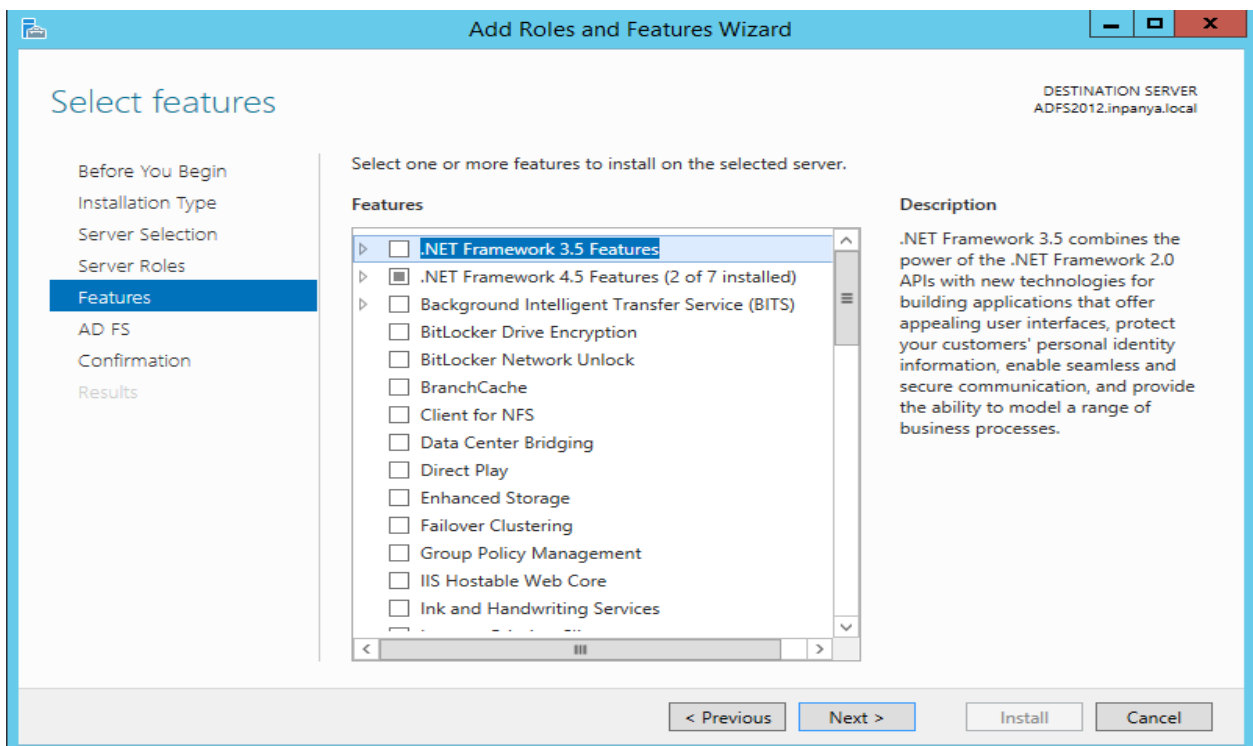 Add Roles and Features Wizard
Select features
DESTINATION SERVER
ADFS2012.inpanya.local
Before You Begin
Installation Type
Server Selection
Server Roles
Features
AD FS
Confirmation
Results
Select one or more features to install on the selected server.
Features
.NET Framework 3.5 Features
.NET Framework 4.5 Features (2 of 7 installed)
Background Intelligent Transfer Service (BITS)
BitLocker Drive Encryption
BitLocker Network Unlock
BranchCache
Client for NFS
Data Center Bridging
Direct Play
Enhanced Storage
Failover Clustering
Group Policy Management
IIS Hostable Web Core
Ink and Handwriting Services
Description
.NET Framework 3.5 combines the
power of the .NET Framework 2.0
APIs with new technologies for
building applications that offer
appealing user interfaces, protect
your customers' personal identity
information, enable seamless and
secure communication, and provide
the ability to model a range of
business processes.
< Previous
Next >
Install
Cancel